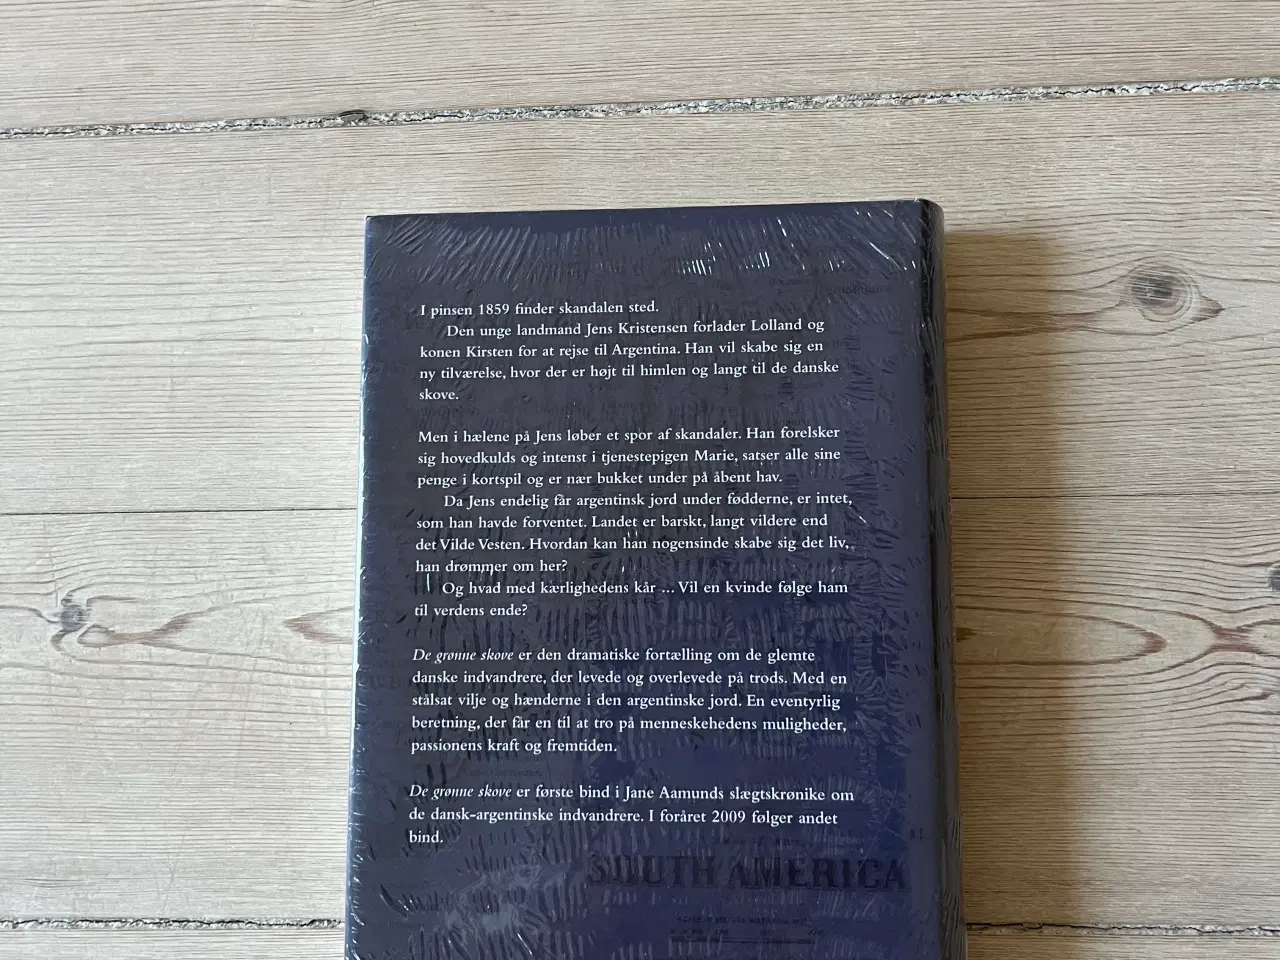 I pinsen 1859 finder skandalen sted.
Den unge landmand Jens Kristensen forlader Lolland og
konen Kirsten for at rejse til Argentina. Han vil skabe sig en
ny tilværelse, hvor der er højt til himlen og langt til de danske
skove.
Men i hælene på Jens løber et spor af skandaler. Han forelsker
sig hovedkulds og intenst i tjenestepigen Marie, satser alle sine
penge i kortspil og er nær bukket under på åbent hav.
Da Jens endelig får argentinsk jord under fødderne, er intet,
som han havde forventet. Landet er barskt, langt vildere end
det Vilde Vesten. Hvordan kan han nogensinde skabe sig det liv,
han drømmer om her?
Og hvad med kærlighedens kår ... Vil en kvinde følge ham
til verdens ende?
De grønne skove er den dramatiske fortælling om de glemte
danske indvandrere, der levede og overlevede på trods. Med en
stålsat vilje og hænderne i den argentinske jord. En eventyrlig
beretning, der får en til at tro på menneskehedens muligheder,
passionens kraft og fremtiden.
De grønne skove er første bind i Jane Aamunds slægtskrønike om
de dansk-argentinske indvandrere. I foråret 2009 følger andet
bind.
SOUTH AMERICA